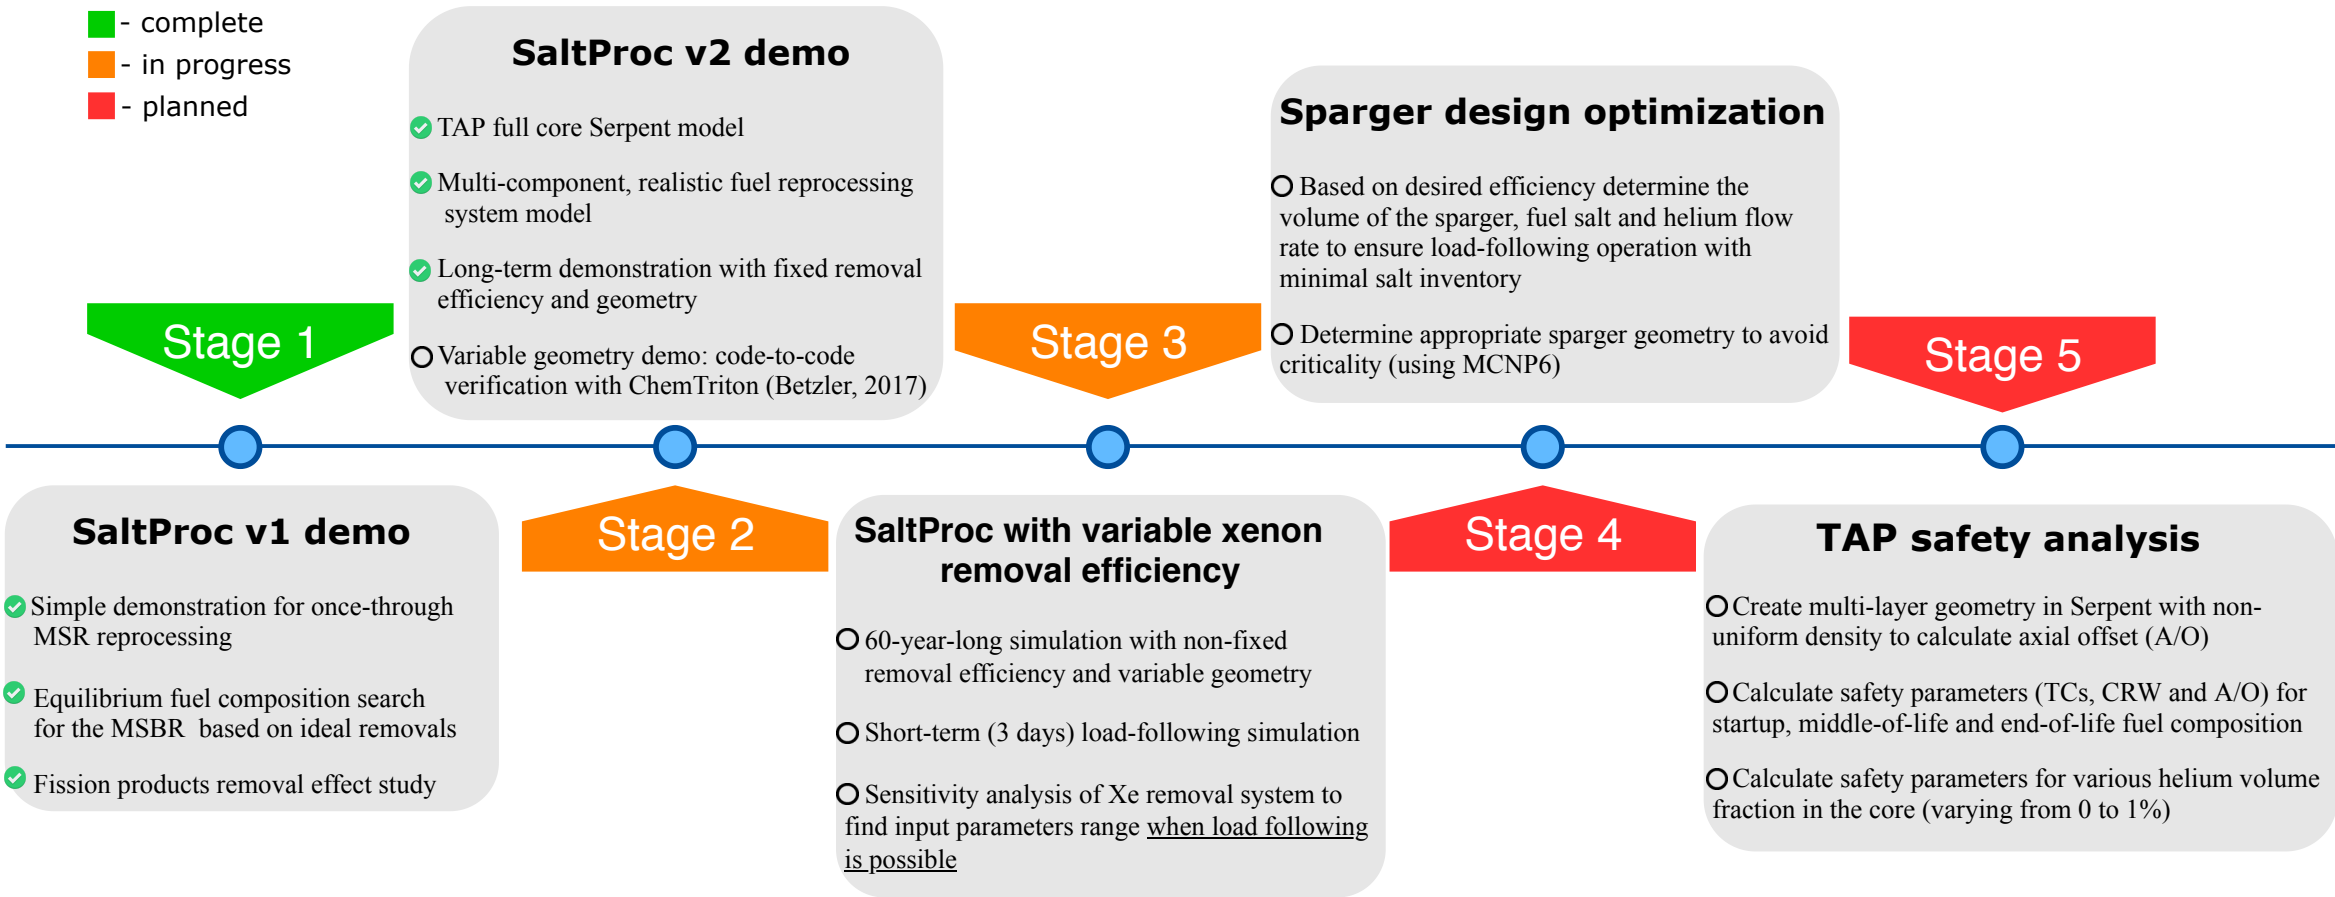 - complete
- in progress
- planned
SaltProc v2 demo
TAP full core Serpent model
Multi-component, realistic fuel reprocessing
system model
Long-term demonstration with fixed removal
efficiency and geometry
Variable geometry demo: code-to-code
verification with ChemTriton (Betzler, 2017)
Sparger design optimization
Based on desired efficiency determine the
volume of the sparger, fuel salt and helium flow
rate to ensure load-following operation with
minimal salt inventory
Determine appropriate sparger geometry to avoid
criticality (using MCNP6)
Stage 1
Stage 3
Stage 5
Stage 2
Stage 4
SaltProc v1 demo
Simple demonstration for once-through
MSR reprocessing
Equilibrium fuel composition search
for the MSBR based on ideal removals
Fission products removal effect study
SaltProc with variable xenon
removal efficiency
60-year-long simulation with non-fixed
removal efficiency and variable geometry
Short-term (3 days) load-following simulation
Sensitivity analysis of Xe removal system to
find input parameters range when load following
is possible
TAP safety analysis
Create multi-layer geometry in Serpent with non-
uniform density to calculate axial offset (A/O)
Calculate safety parameters (TCs, CRW and A/O) for
startup, middle-of-life and end-of-life fuel composition
Calculate safety parameters for various helium volume
fraction in the core (varying from 0 to 1%)